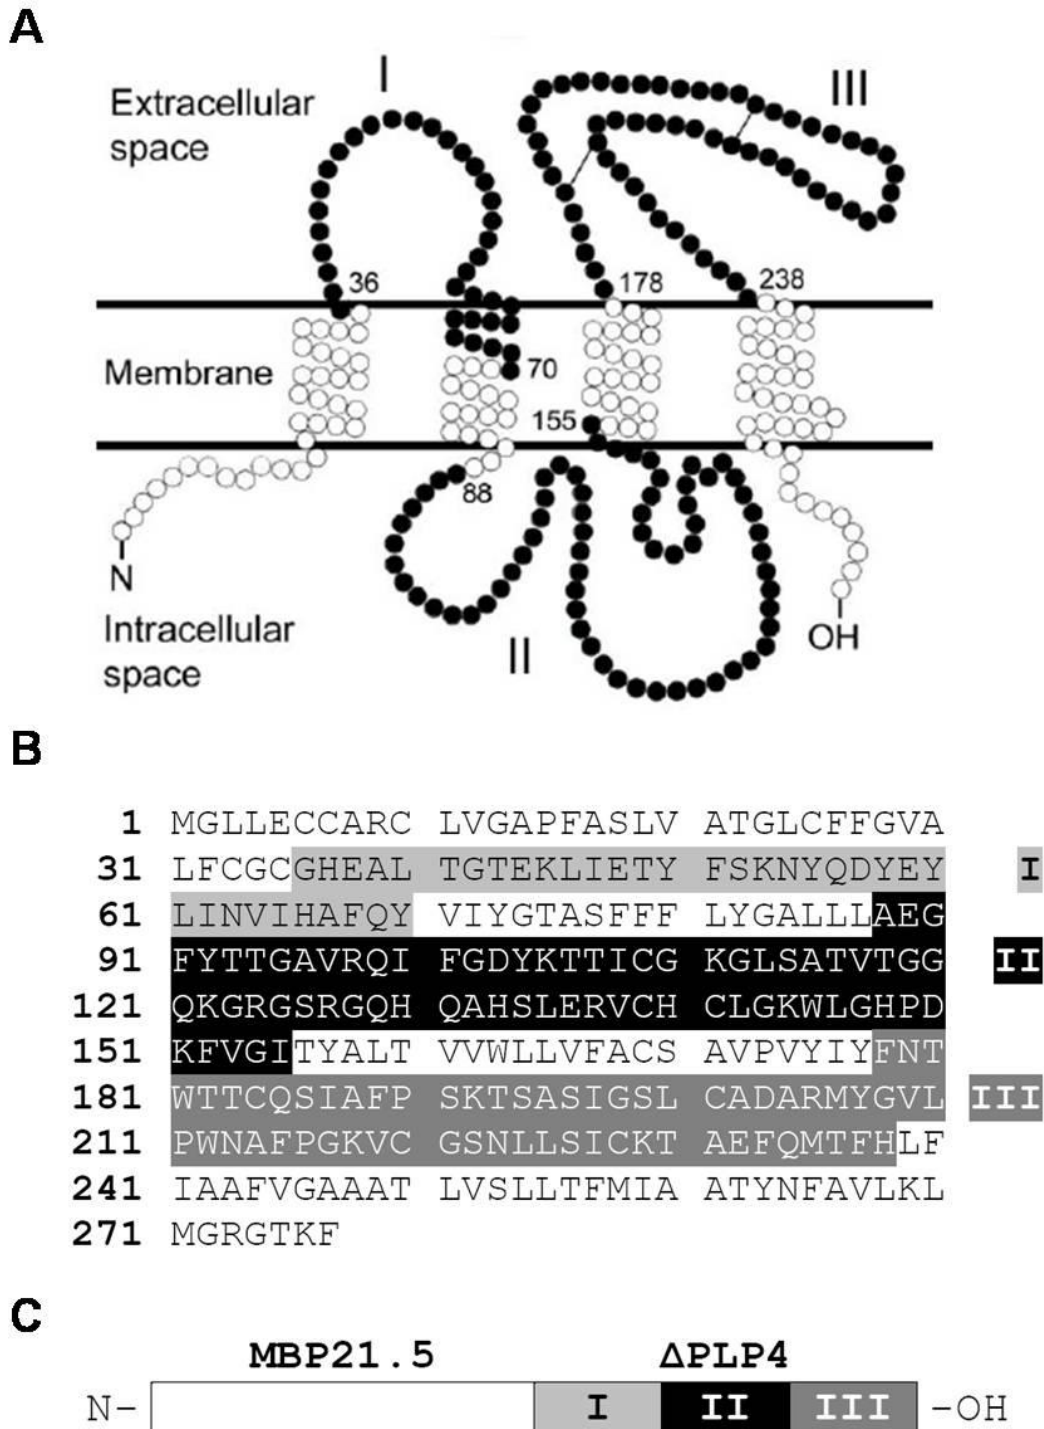 A
I
III
Extracellular
space
36
178
238
Membrane
70
155
88
N
Intracellular
space
II
OH
B
1 MGLLECCARC LVGAPFASLV ATGLCFFGVA
31 LFCGCGHEAL TGTEKLIETY FSKNYQDYEY I
61 LINVIHAFQY VIYGTASFFF LYGALLLAEG
91 FYTTGAVRQI FGDYKTTICG KGLSATVTGG II
121 QKGRGSRGQH QAHSLERVCH CLGKWLGHPD
151 KFVGITYALT VVWLLVFACS AVPVYIYFNT
181 WTTCQSIAFP SKTSASIGSL CADARMYGVL III
211 PWNAFPGKVC GSNLLSICKT AEFQMTFHLF
241 IAAFVGAAAT LVSLLTFMIA ATYNFAVLKL
271 MGRGTKF
C
MBP21.5 ΔPLP4
N- I II III -OH